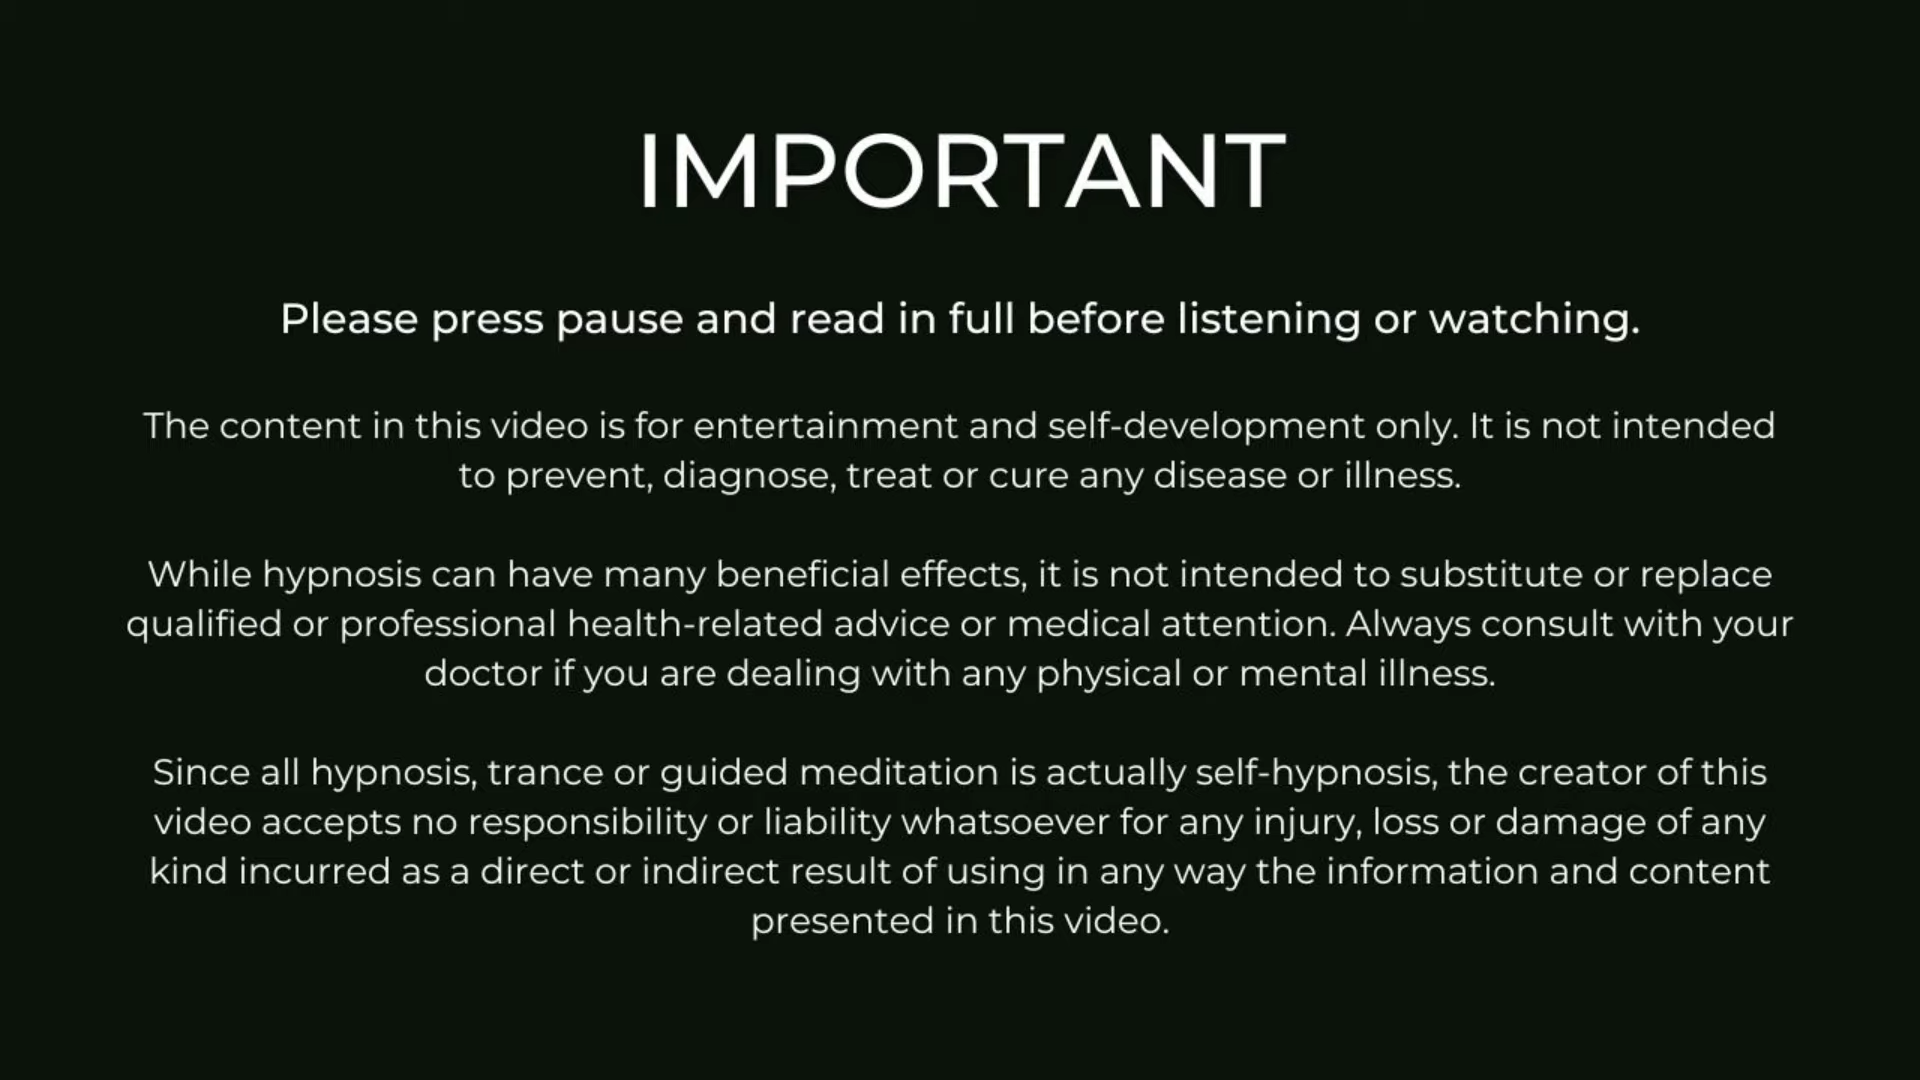 IMPORTANT
Please press pause and read in full before listening or watching.
The content in this video is for entertainment and self-development only. It is not intended
to prevent, diagnose, treat or cure any disease or illness.
While hypnosis can have many beneficial effects, it is not intended to substitute or replace
qualified or professional health-related advice or medical attention. Always consult with your
doctor if you are dealing with any physical or mental illness.
Since all hypnosis, trance or guided meditation is actually self-hypnosis, the creator of this
video accepts no responsibility or liability whatsoever for any injury, loss or damage of any
kind incurred as a direct or indirect result of using in any way the information and content
presented in this video.